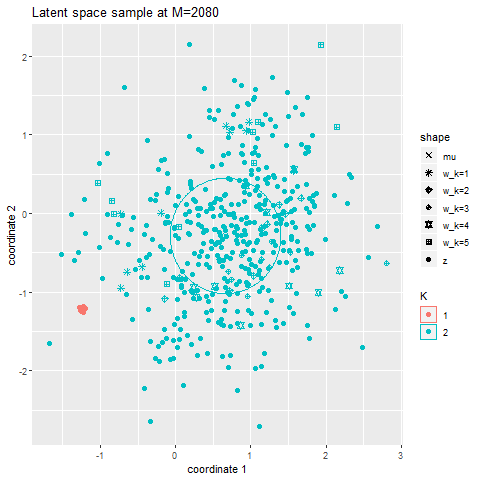 Latent space sample at M=2080
2
1
0
-1
-2
coordinate 2
-1
0
1
2
3
coordinate 1
shape
mu
w_k=1
w_k=2
w_k=3
w_k=4
w_k=5
z
K
1
2